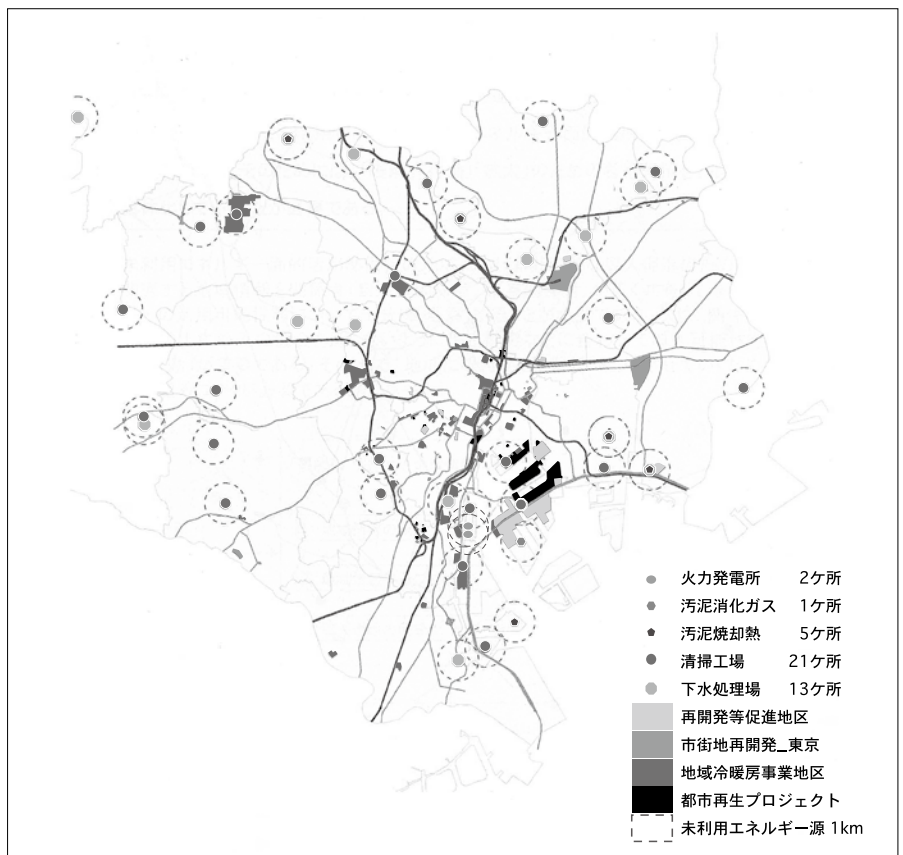 火力発電所 2ケ所
汚泥消化ガス 1ケ所
汚泥焼却熱 5ケ所
清掃工場 21ケ所
下水処理場 13ケ所
再開発等促進地区
市街地再開発_東京
地域冷暖房事業地区
都市再生プロジェクト
未利用エネルギー源 1km